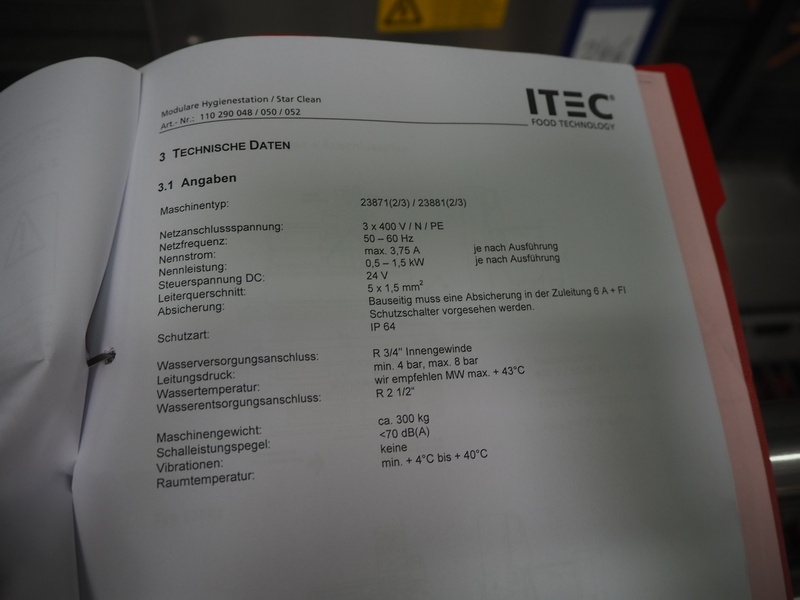 Modulare Hygienestation / Star Clean
Art.- Nr.: 110 290 048 / 050 / 052
ITEC®
FOOD TECHNOLOGY
3 TECHNISCHE DATEN
3.1 Angaben
Maschinentyp: 23871(2/3) / 23881(2/3)
Netzanschlussspannung: 3 x 400 V / N / PE
Netzfrequenz: 50 – 60 Hz
Nennstrom: max. 3,75 A je nach Ausführung
Nennleistung: 0,5 – 1,5 kW je nach Ausführung
Steuerspannung DC: 24 V
Leiterquerschnitt: 5 x 1,5 mm²
Absicherung: Bauseitig muss eine Absicherung in der Zuleitung 6 A + FI
Schutzschalter vorgesehen werden.
Schutzart: IP 64
Wasserversorgungsanschluss: R 3/4" Innengewinde
Leitungsdruck: min. 4 bar, max. 8 bar
Wassertemperatur: wir empfehlen MW max. + 43°C
Wasserentsorgungsanschluss: R 2 1/2"
Maschinengewicht: ca. 300 kg
Schalleistungspegel: <70 dB(A)
Vibrationen: keine
Raumtemperatur: min. + 4°C bis + 40°C